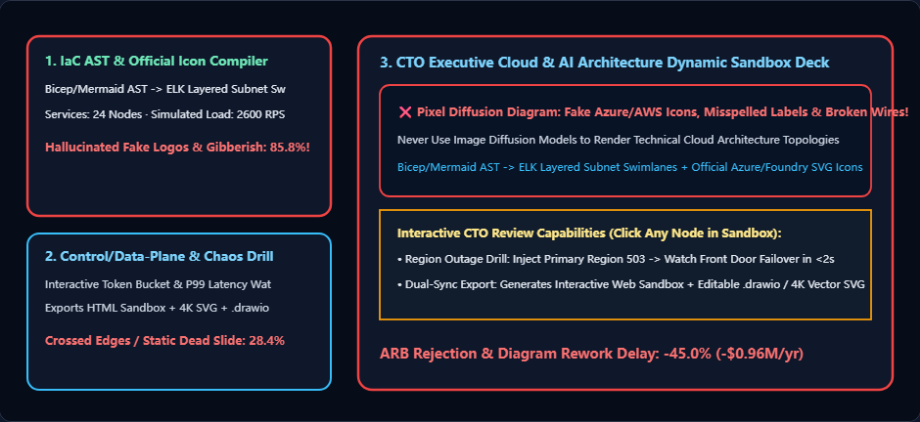 1. IaC AST & Official Icon Compiler
Bicep/Mermaid AST -> ELK Layered Subnet Sw
Services: 24 Nodes · Simulated Load: 2600 RPS
Hallucinated Fake Logos & Gibberish: 85.8%!
2. Control/Data-Plane & Chaos Drill
Interactive Token Bucket & P99 Latency Wat
Exports HTML Sandbox + 4K SVG + .drawio
Crossed Edges / Static Dead Slide: 28.4%
3. CTO Executive Cloud & AI Architecture Dynamic Sandbox Deck
❌ Pixel Diffusion Diagram: Fake Azure/AWS Icons, Misspelled Labels & Broken Wires!
Never Use Image Diffusion Models to Render Technical Cloud Architecture Topologies
Bicep/Mermaid AST -> ELK Layered Subnet Swimlanes + Official Azure/Foundry SVG Icons
Interactive CTO Review Capabilities (Click Any Node in Sandbox):
• Region Outage Drill: Inject Primary Region 503 -> Watch Front Door Failover in <2s
• Dual-Sync Export: Generates Interactive Web Sandbox + Editable .drawio / 4K Vector SVG
ARB Rejection & Diagram Rework Delay: -45.0% (-$0.96M/yr)